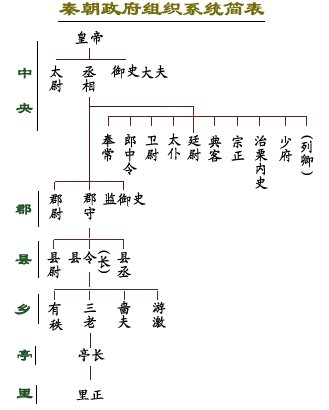 秦朝政府组织系统简表
皇帝
中央
太尉 丞相 御史大夫
奉常 郎中令 卫尉 太仆 廷尉 典客 宗正 治粟内史 少府 (列卿)
郡
郡尉 郡守 监御史
县
县尉 县令(长) 县丞
乡
有秩 三老 啬夫 游激
亭
亭长
里
里正